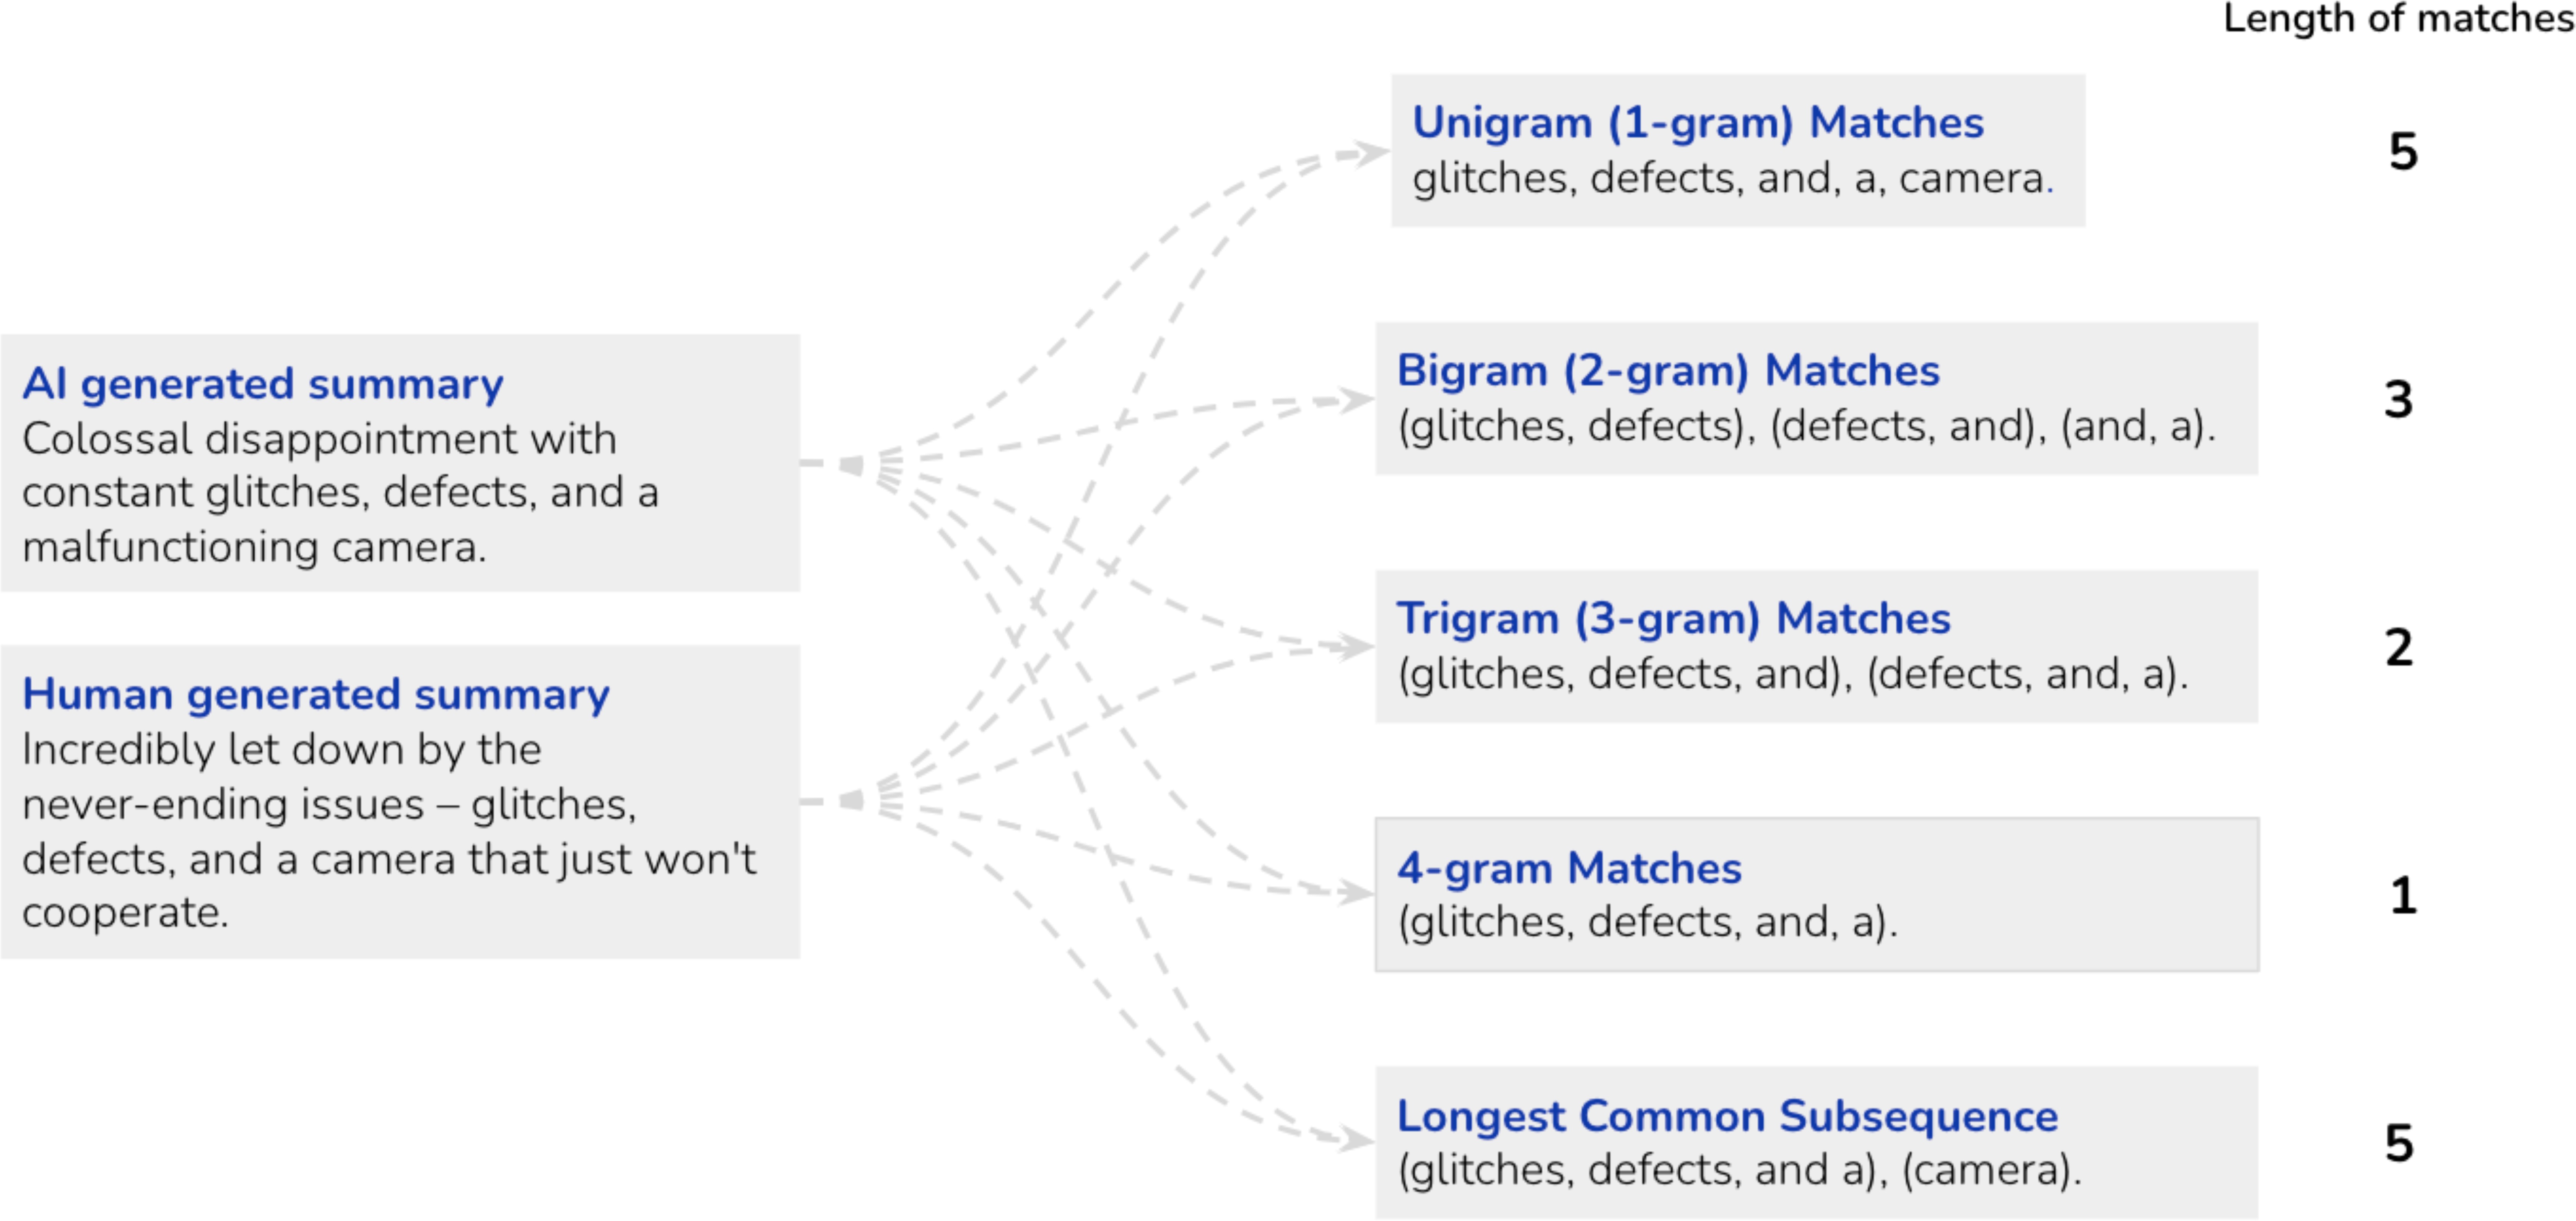 Length of matches
Unigram (1-gram) Matches
glitches, defects, and, a, camera.
5
Bigram (2-gram) Matches
(glitches, defects), (defects, and), (and, a).
3
AI generated summary
Colossal disappointment with
constant glitches, defects, and a
malfunctioning camera.
Trigram (3-gram) Matches
(glitches, defects, and), (defects, and, a).
2
Human generated summary
Incredibly let down by the
never-ending issues – glitches,
defects, and a camera that just won't
cooperate.
4-gram Matches
(glitches, defects, and, a).
1
Longest Common Subsequence
(glitches, defects, and a), (camera).
5